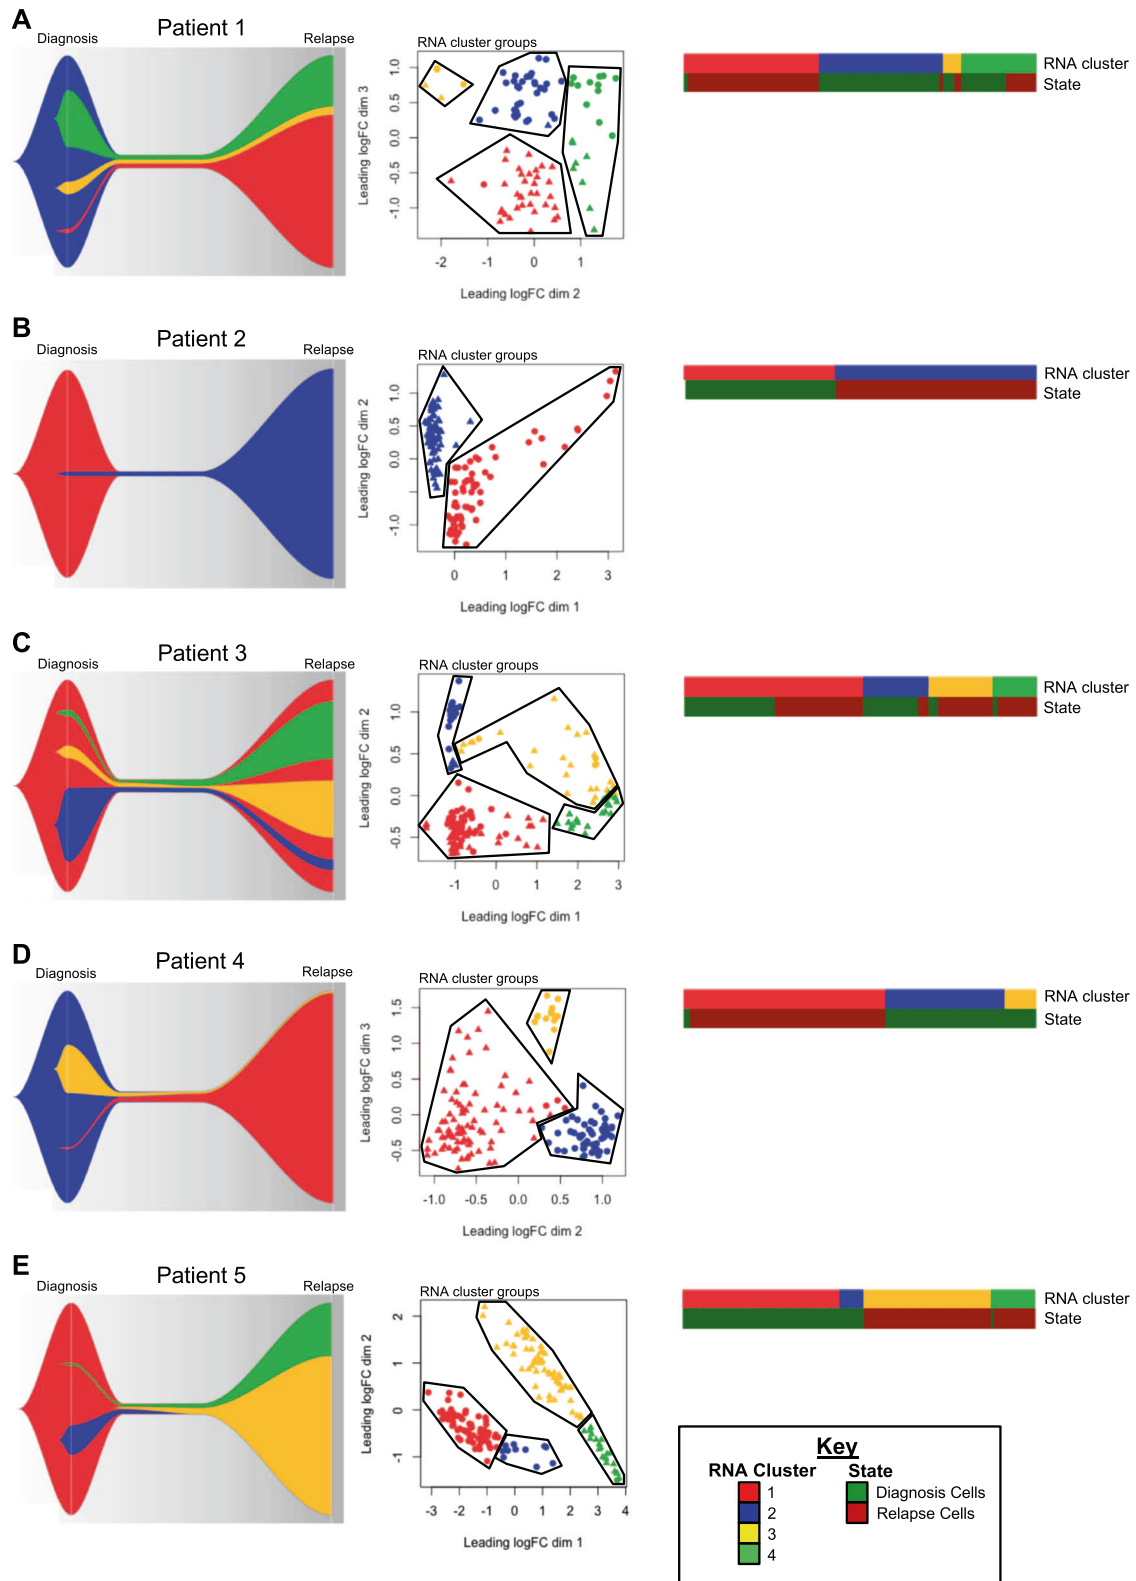 A
Patient 1
Diagnosis
Relapse
RNA cluster groups
Leading logFC dim 3
1.0
0.5
0.0
-0.5
-1.0
-2 -1 0 1
Leading logFC dim 2
RNA cluster
State
B
Patient 2
Diagnosis
Relapse
RNA cluster groups
Leading logFC dim 2
1.0
0.5
0.0
-1.0
0 1 2 3
Leading logFC dim 1
RNA cluster
State
C
Patient 3
Diagnosis
Relapse
RNA cluster groups
Leading logFC dim 2
1.0
0.5
0.0
-0.5
-1 0 1 2 3
Leading logFC dim 1
RNA cluster
State
D
Patient 4
Diagnosis
Relapse
RNA cluster groups
Leading logFC dim 3
1.5
1.0
0.5
0.0
-0.5
-1.0 -0.5 0.0 0.5 1.0
Leading logFC dim 2
RNA cluster
State
E
Patient 5
Diagnosis
Relapse
RNA cluster groups
Leading logFC dim 2
2
1
0
-1
-3 -2 -1 0 1 2 3 4
Leading logFC dim 1
RNA cluster
State
Key
RNA Cluster State
1 Diagnosis Cells
2 Relapse Cells
3
4